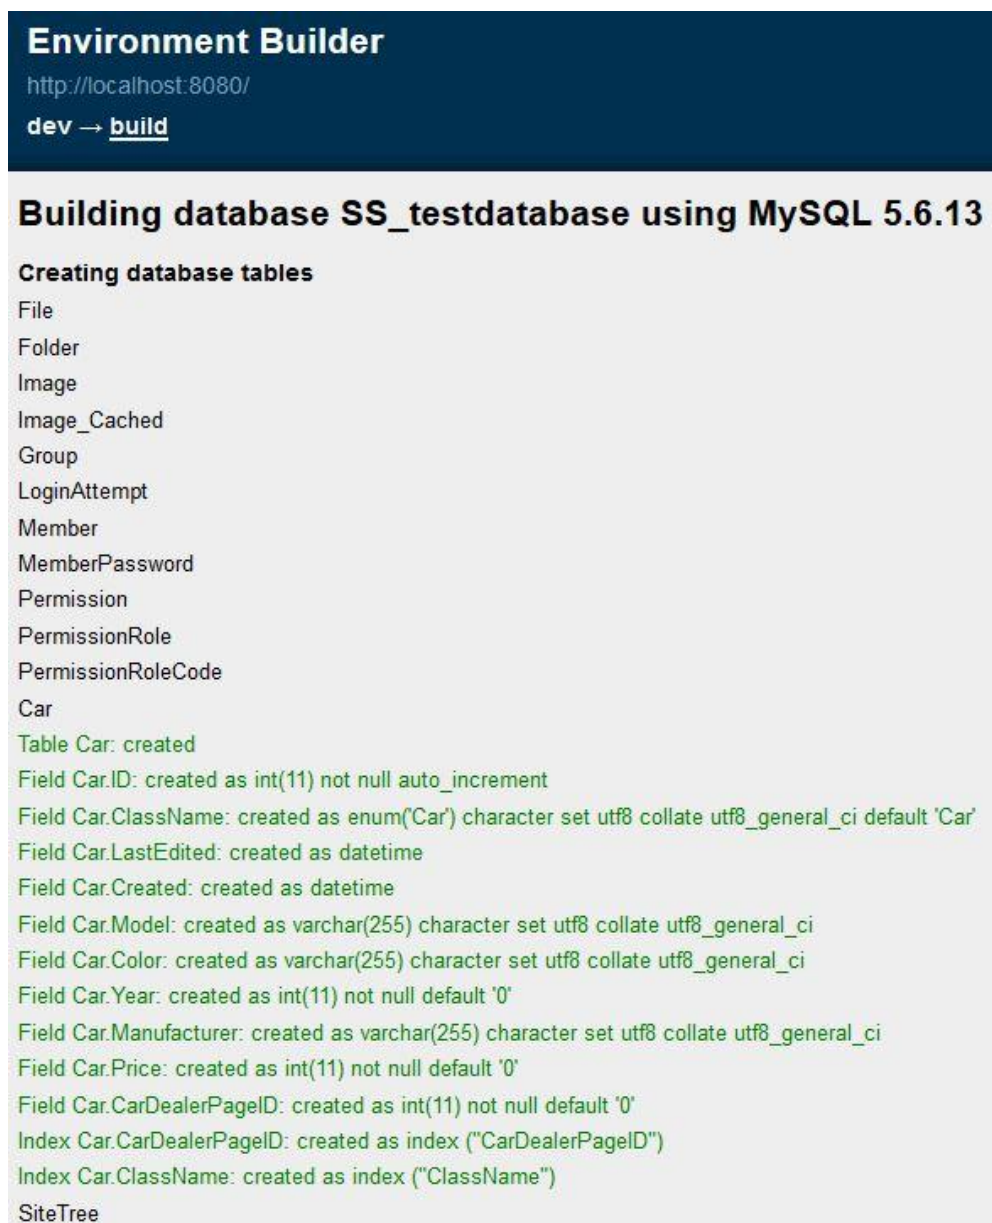 Environment Builder
http://localhost:8080/
dev → build
Building database SS_testdatabase using MySQL 5.6.13
Creating database tables
File
Folder
Image
Image_Cached
Group
LoginAttempt
Member
MemberPassword
Permission
PermissionRole
PermissionRoleCode
Car
Table Car: created
Field Car.ID: created as int(11) not null auto_increment
Field Car.ClassName: created as enum('Car') character set utf8 collate utf8_general_ci default 'Car'
Field Car.LastEdited: created as datetime
Field Car.Created: created as datetime
Field Car.Model: created as varchar(255) character set utf8 collate utf8_general_ci
Field Car.Color: created as varchar(255) character set utf8 collate utf8_general_ci
Field Car.Year: created as int(11) not null default '0'
Field Car.Manufacturer: created as varchar(255) character set utf8 collate utf8_general_ci
Field Car.Price: created as int(11) not null default '0'
Field Car.CarDealerPageID: created as int(11) not null default '0'
Index Car.CarDealerPageID: created as index ("CarDealerPageID")
Index Car.ClassName: created as index ("ClassName")
SiteTree